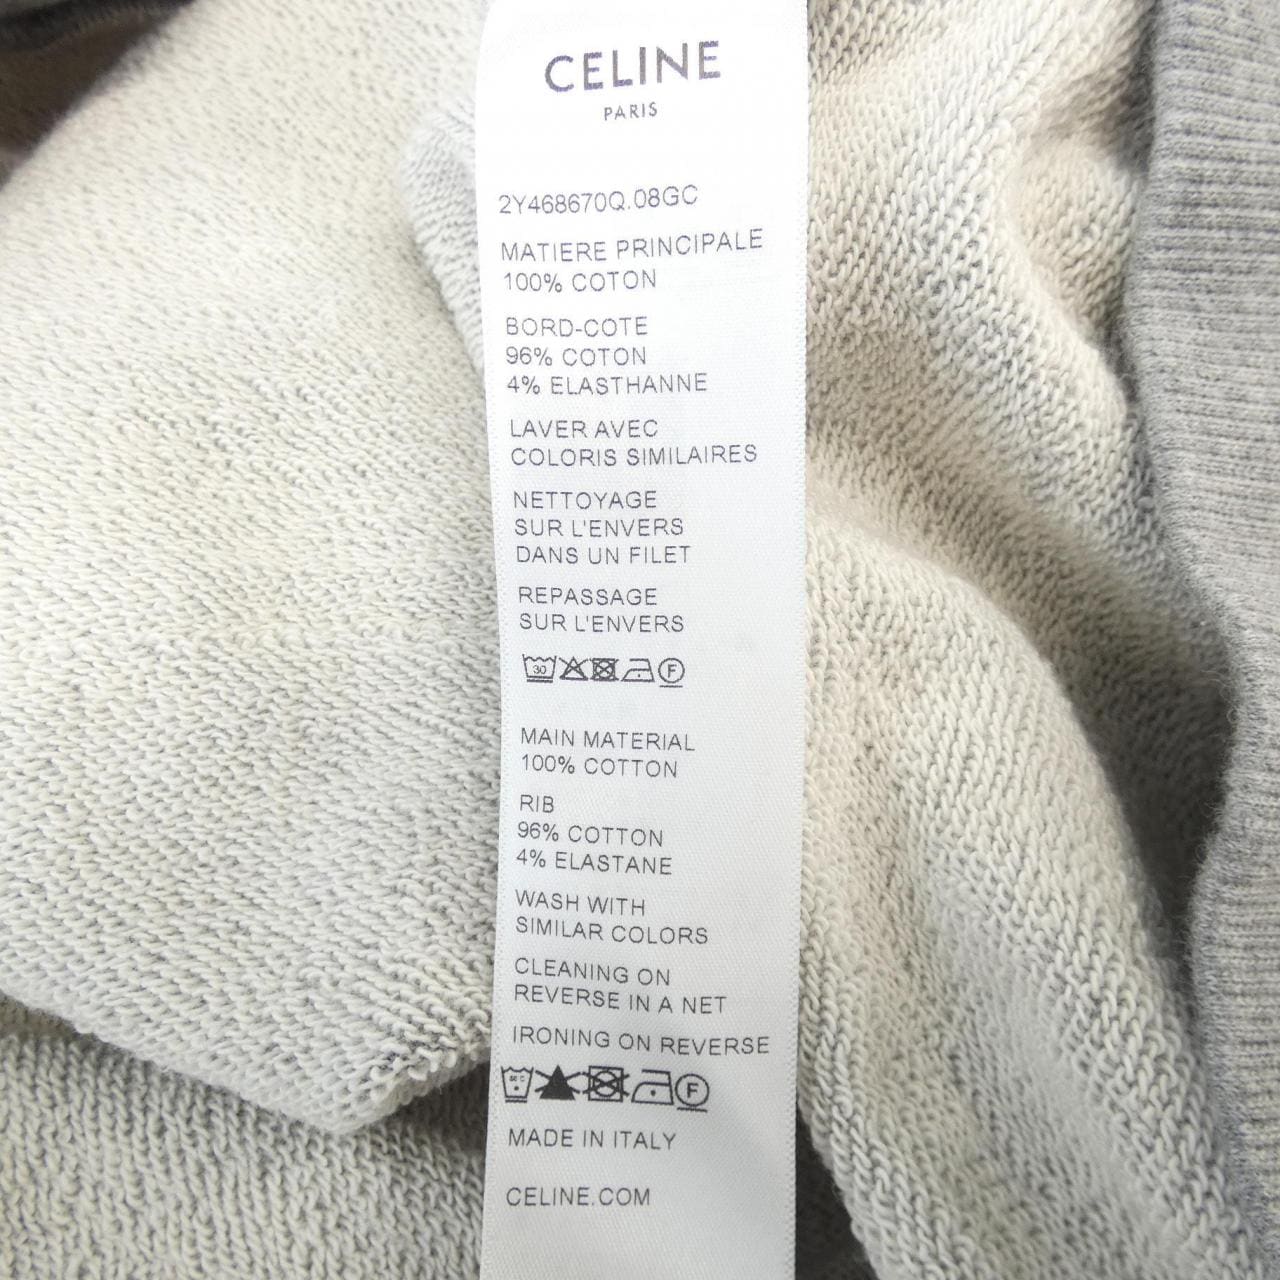 CELINE
PARIS
2Y468670Q.08GC
MATIERE PRINCIPALE
100% COTON
BORD-COTE
96% COTON
4% ELASTHANNE
LAVER AVEC
COLORIS SIMILAIRES
NETTOYAGE
SUR L'ENVERS
DANS UN FILET
REPASSAGE
SUR L'ENVERS
30 F
MAIN MATERIAL
100% COTTON
RIB
96% COTTON
4% ELASTANE
WASH WITH
SIMILAR COLORS
CLEANING ON
REVERSE IN A NET
IRONING ON REVERSE
F
MADE IN ITALY
CELINE.COM